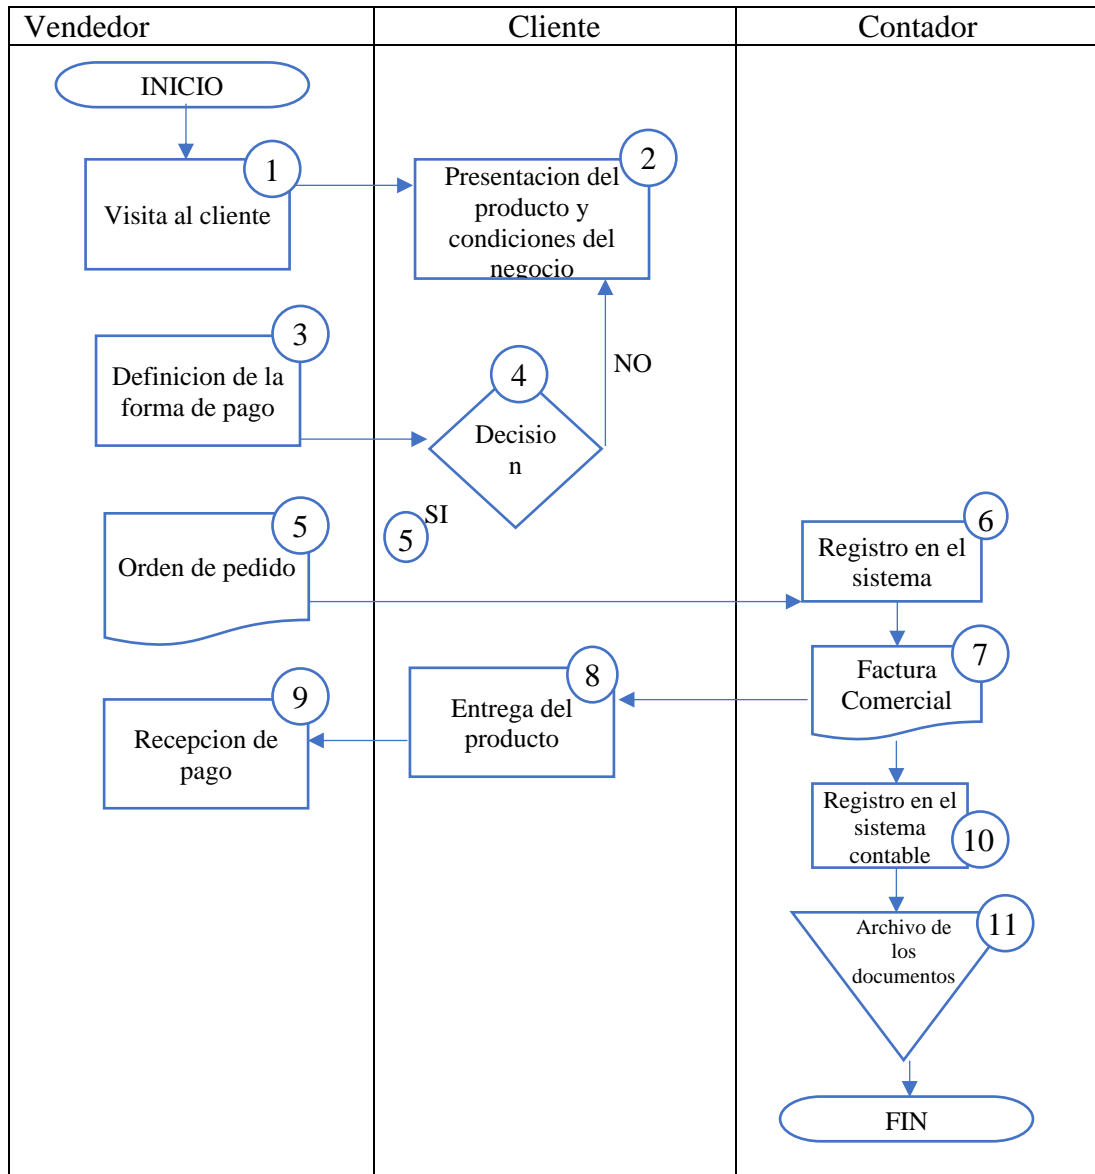 Vendedor
Cliente
Contador
INICIO
1
Visita al cliente
2
Presentacion del
producto y
condiciones del
negocio
3
Definicion de la
forma de pago
4
Decisio
n
NO
SI
5
5
Orden de pedido
6
Registro en el
sistema
7
Factura
Comercial
8
Entrega del
producto
9
Recepcion de
pago
Registro en el
sistema
contable
10
11
Archivo de
los
documentos
FIN